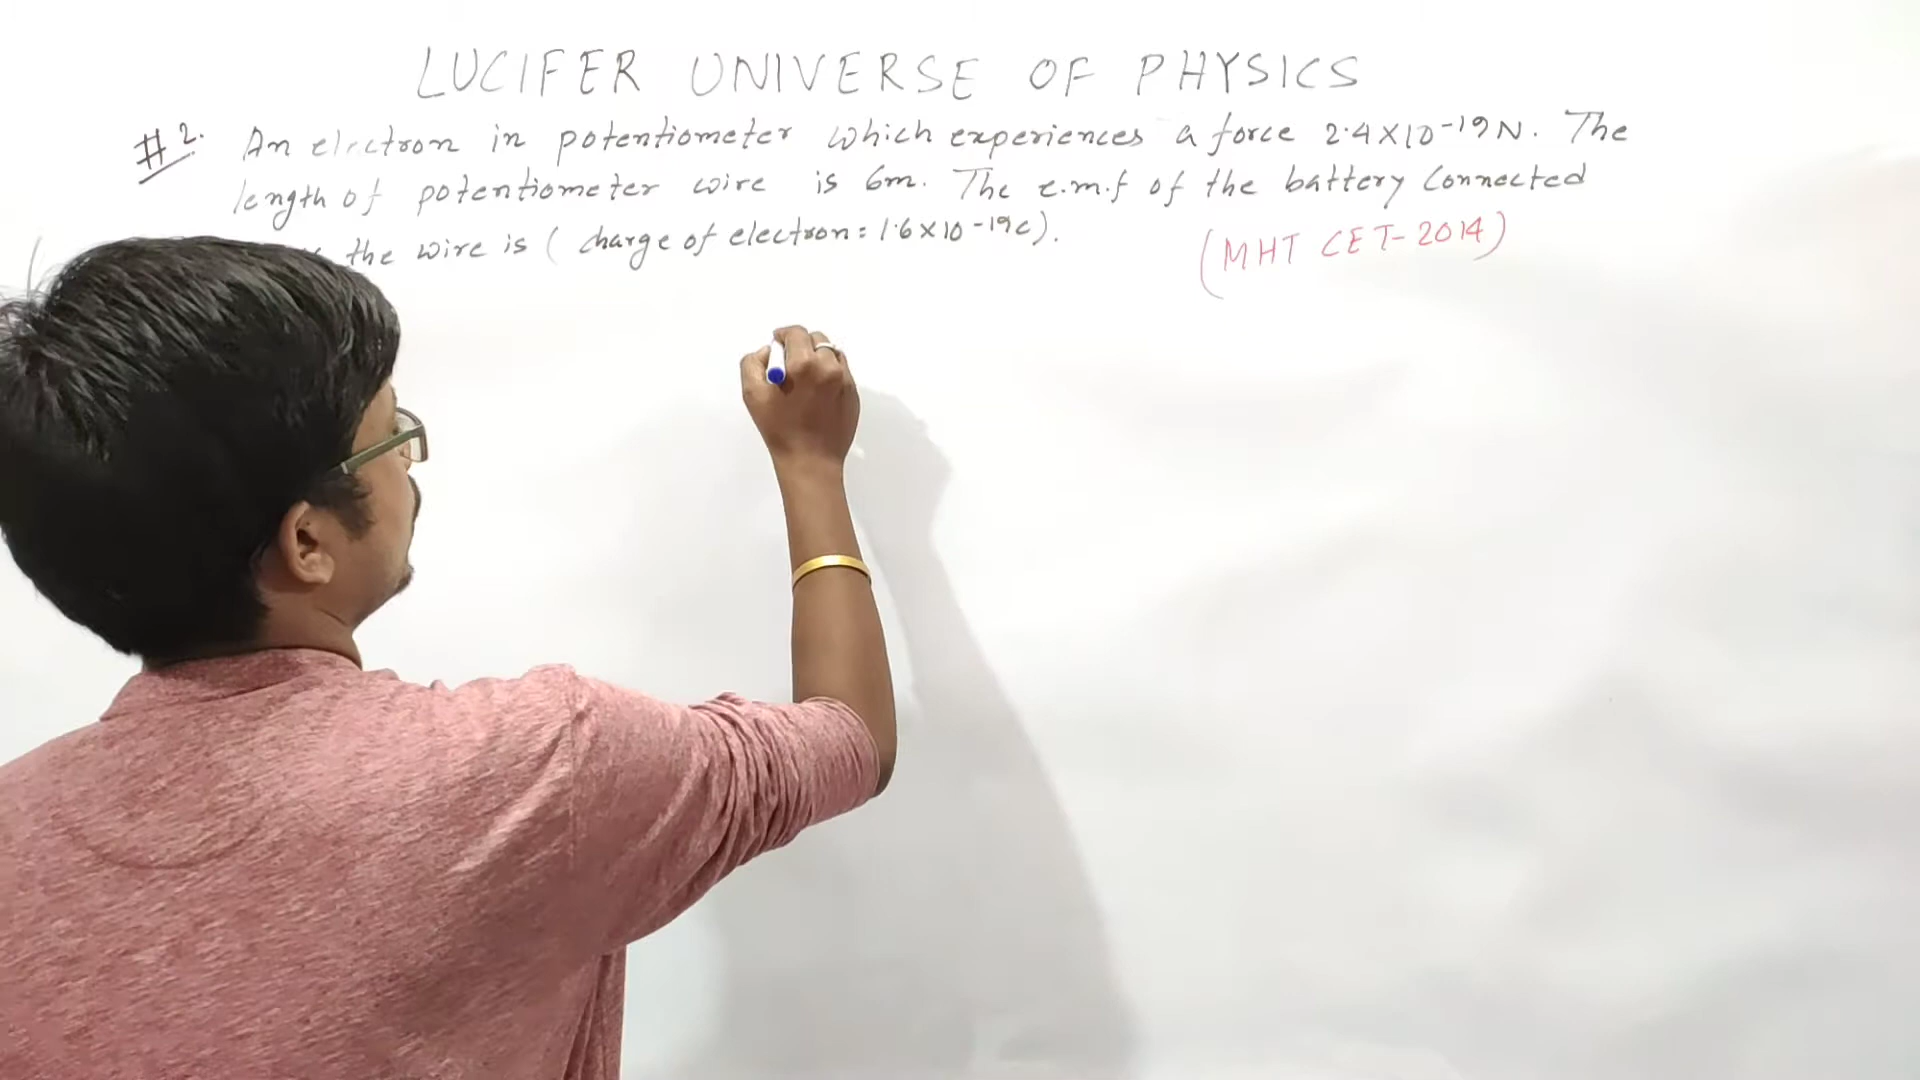 LUCIFER UNIVERSE OF PHYSICS
#2. An electron in potentiometer which experiences a force 2.4×10-19N. The
length of potentiometer wire is 6m. The e.m.f of the battery connected
the wire is (charge of electron = 1.6×10-19c).
(MHT CET-2014)